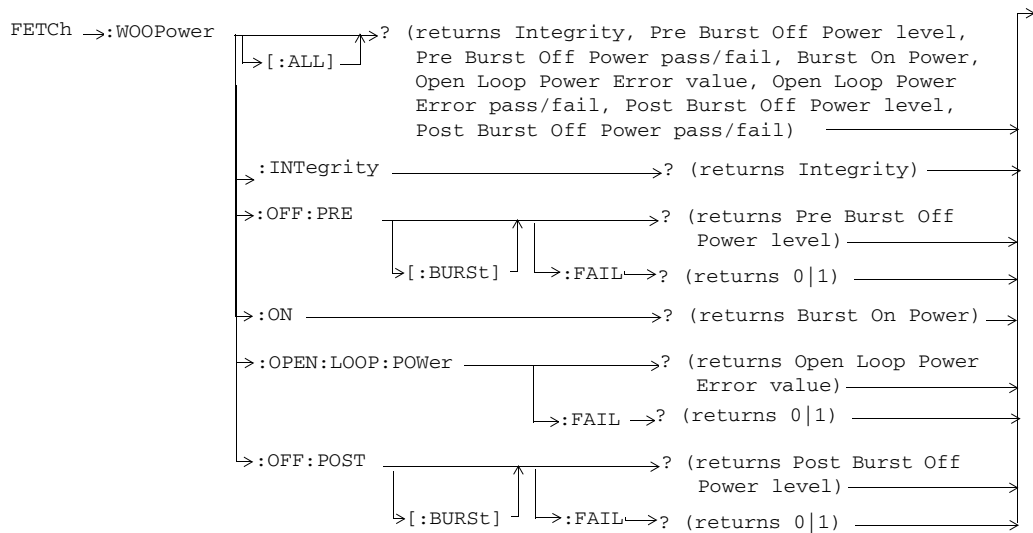 FETCh :WOOPower ? (returns Integrity, Pre Burst Off Power level,
[:ALL] Pre Burst Off Power pass/fail, Burst On Power,
Open Loop Power Error value, Open Loop Power
Error pass/fail, Post Burst Off Power level,
Post Burst Off Power pass/fail)
:INTegrity ? (returns Integrity)
:OFF:PRE ? (returns Pre Burst Off
Power level)
[:BURSt] :FAIL ? (returns 0|1)
:ON ? (returns Burst On Power)
:OPEN:LOOP:POWer ? (returns Open Loop Power
Error value)
:FAIL ? (returns 0|1)
:OFF:POST ? (returns Post Burst Off
Power level)
[:BURSt] :FAIL ? (returns 0|1)